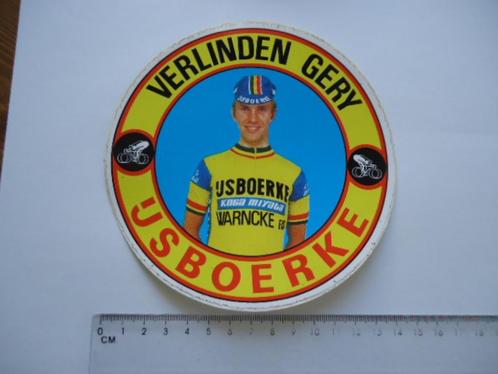 VERLINDEN GERY
IJSBOERKE
IJSBOERKE
KOGA MIYATA
WARNCKE
IJSBOERKE
0 1 2 3 4 5 6 7 8 9 10 11 12 13 14 15 16 17 18
CM